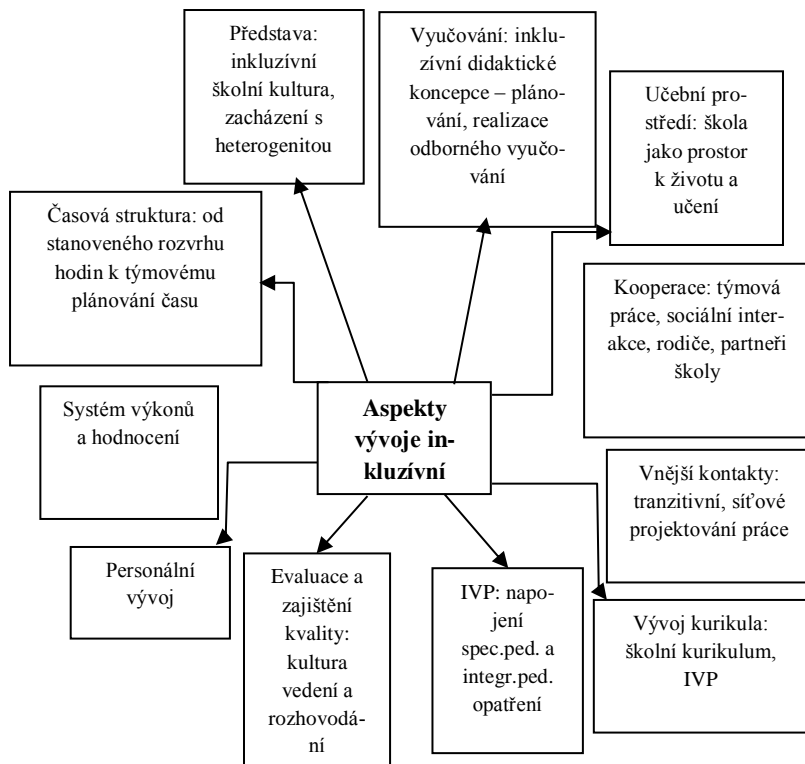 Představa:
inkluzívní
školní kultura,
zacházení s
heterogenitou
Vyučování: inklu-
zívní didaktické
koncepce – pláno-
vání, realizace
odborného vyučo-
vání
Učební pro-
středí: škola
jako prostor
k životu a
učení
Časová struktura: od
stanoveného rozvrhu
hodin k týmovému
plánování času
Kooperace: týmová
práce, sociální inter-
akce, rodiče, partneři
školy
Systém výkonů
a hodnocení
Aspekty
vývoje in-
kluzívní
Vnější kontakty:
tranzitivní, síťové
projektování práce
Personální
vývoj
Evaluace a
zajištění
kvality:
kultura
vedení a
rozhovodá-
ní
IVP: napo-
jení
spec.ped. a
integr.ped.
opatření
Vývoj kurikula:
školní kurikulum,
IVP